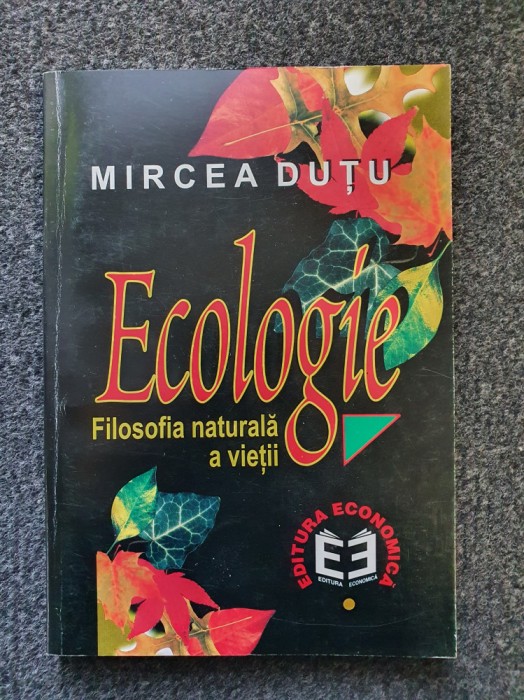 MIRCEA DUȚU
Ecologie
Filosofia naturală
a vieții
EDITURA ECONOMICĂ
EDITURA ECONOMICĂ